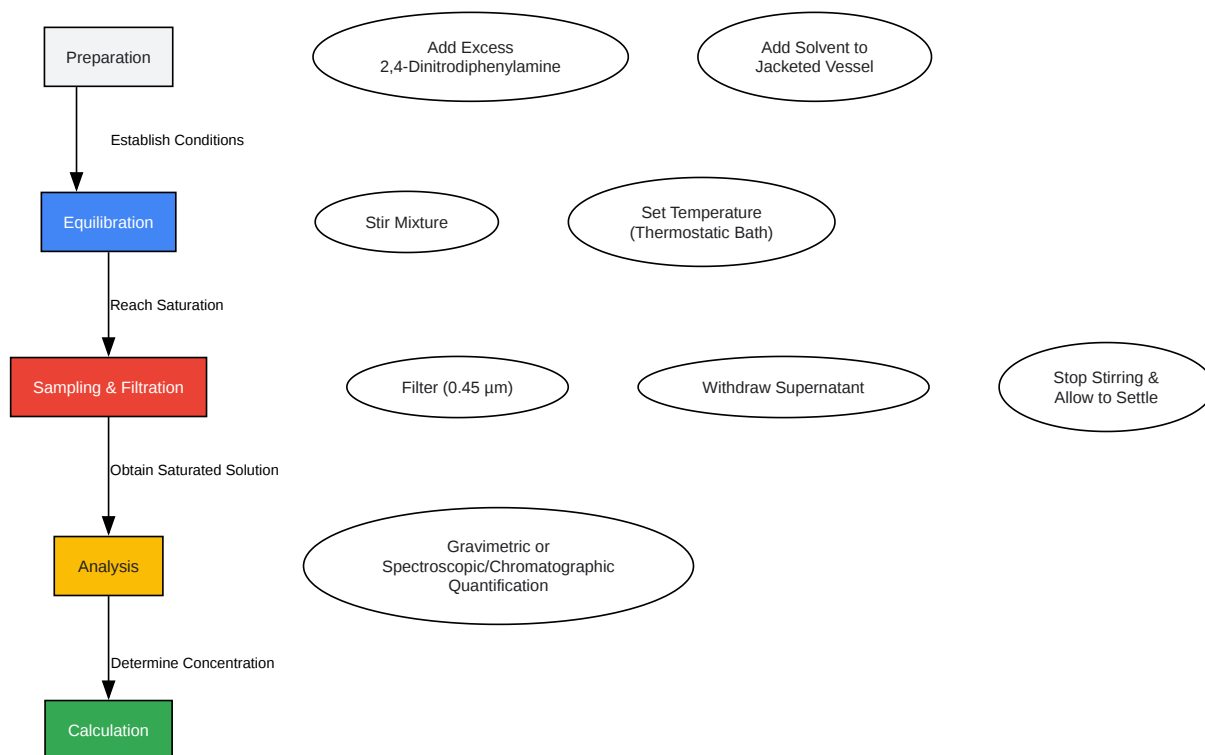 Preparation
Add Excess
2,4-Dinitrodiphenylamine
Add Solvent to
Jacketed Vessel
Establish Conditions
Equilibration
Stir Mixture
Set Temperature
(Thermostatic Bath)
Reach Saturation
Sampling & Filtration
Filter (0.45 µm)
Withdraw Supernatant
Stop Stirring &
Allow to Settle
Obtain Saturated Solution
Analysis
Gravimetric or
Spectroscopic/Chromatographic
Quantification
Determine Concentration
Calculation